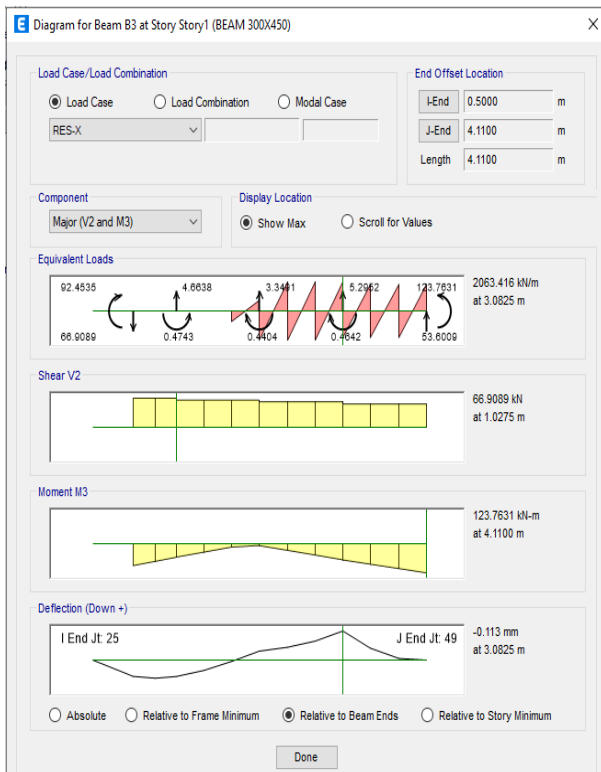 E Diagram for Beam B3 at Story Story1 (BEAM 300X450)
Load Case/Load Combination
Load Case Load Combination Modal Case
RES-X
End Offset Location
I-End 0.5000 m
J-End 4.1100 m
Length 4.1100 m
Component
Major (V2 and M3)
Display Location
Show Max Scroll for Values
Equivalent Loads
92.4535 4.6638 3.3491 5.2952 123.7631
66.9089 0.4743 0.4404 0.4642 53.6009
2063.416 kN/m
at 3.0825 m
Shear V2
66.9089 kN
at 1.0275 m
Moment M3
123.7631 kN-m
at 4.1100 m
Deflection (Down +)
I End Jt: 25 J End Jt: 49
-0.113 mm
at 3.0825 m
Absolute Relative to Frame Minimum Relative to Beam Ends Relative to Story Minimum
Done